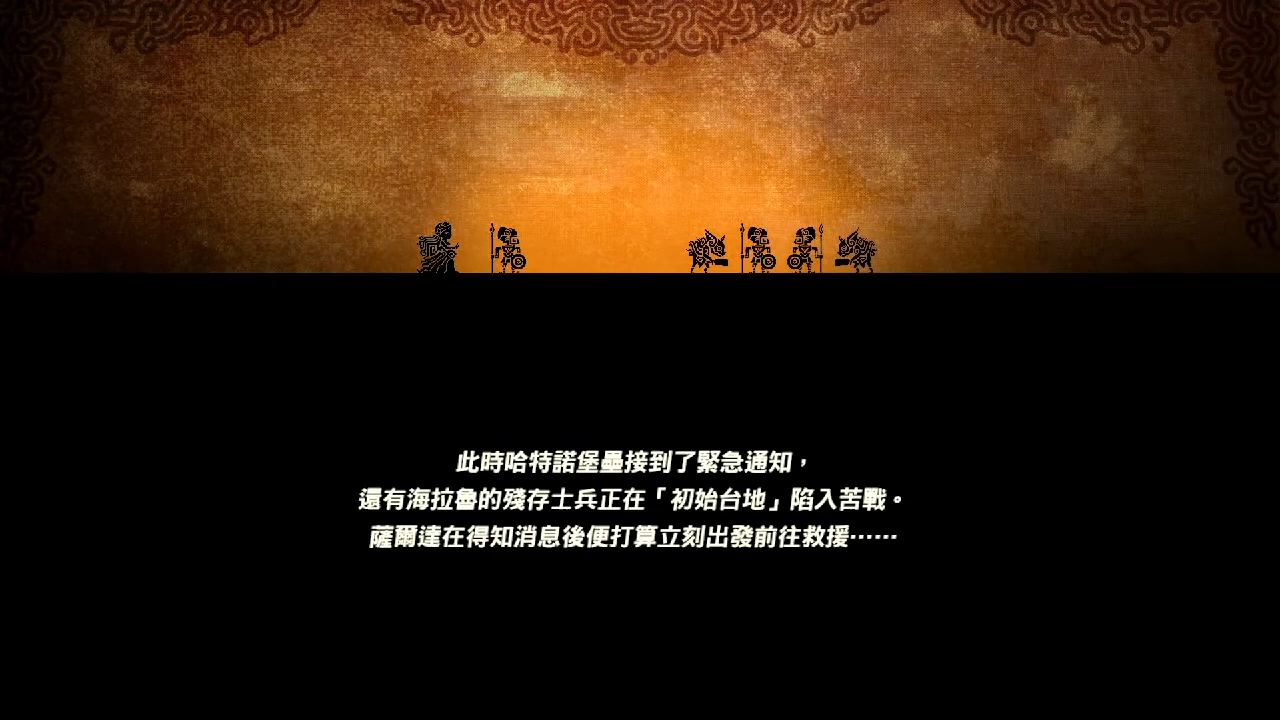 此時哈特諾堡壘接到了緊急通知，
還有海拉魯的殘存士兵正在「初始台地」陷入苦戰。
薩爾達在得知消息後便打算立刻出發前往救援……